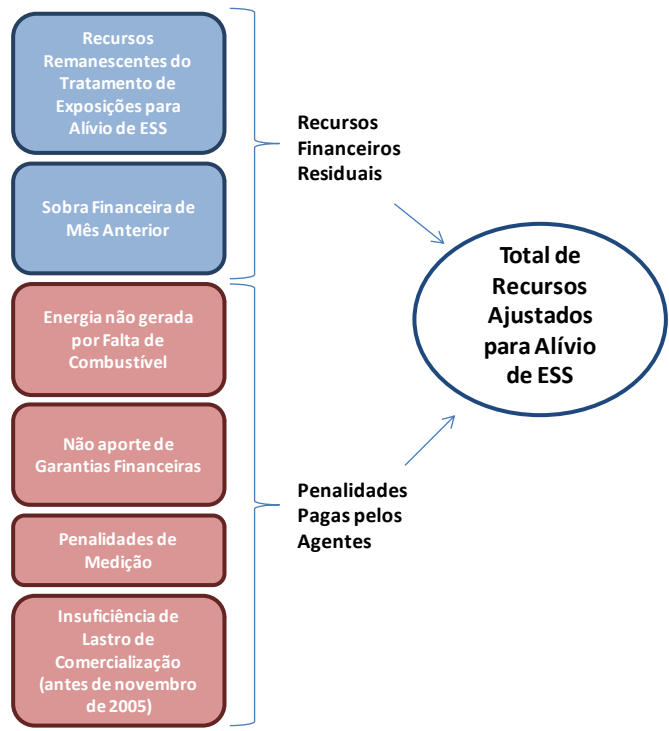 Recursos
Remanescentes do
Tratamento de
Exposições para
Alívio de ESS
Sobra Financeira de
Mês Anterior
Recursos
Financeiros
Residuais
Energia não gerada
por Falta de
Combustível
Não aporte de
Garantias Financeiras
Penalidades de
Medição
Insuficiência de
Lastro de
Comercialização
(antes de novembro
de 2005)
Penalidades
Pagas pelos
Agentes
Total de
Recursos
Ajustados
para Alívio
de ESS